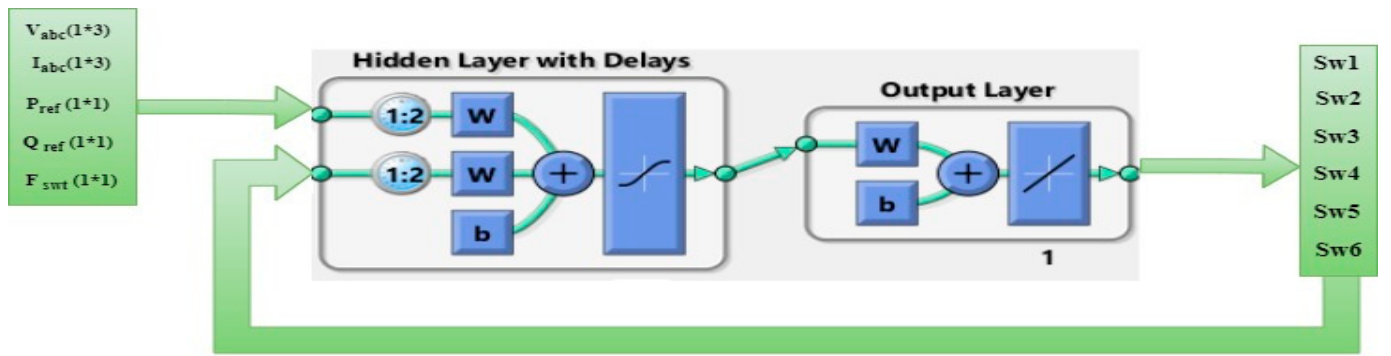 Vabc(1*3)
Iabc(1*3)
Pref (1*1)
Q ref (1*1)
F swt (1*1)
Hidden Layer with Delays
1:2
W
1:2
W
b
+
Output Layer
W
b
+
1
Sw1
Sw2
Sw3
Sw4
Sw5
Sw6